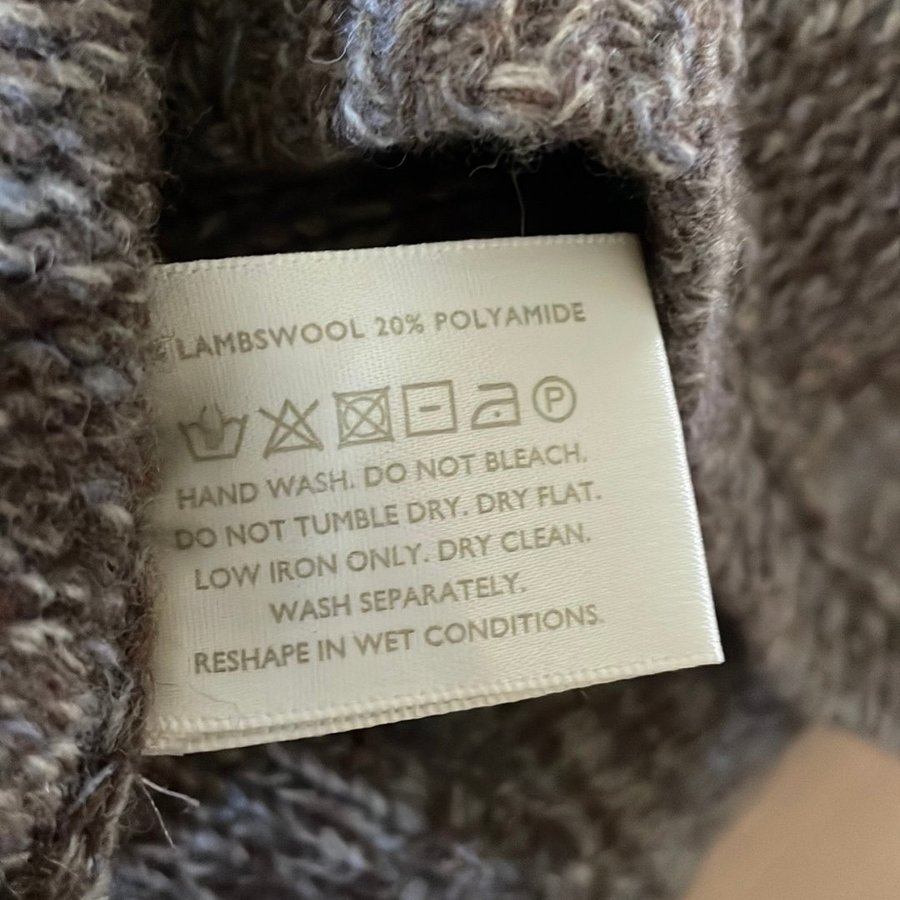 LAMBSWOOL 20% POLYAMIDE
P
HAND WASH. DO NOT BLEACH.
DO NOT TUMBLE DRY. DRY FLAT.
LOW IRON ONLY. DRY CLEAN.
WASH SEPARATELY.
RESHAPE IN WET CONDITIONS.